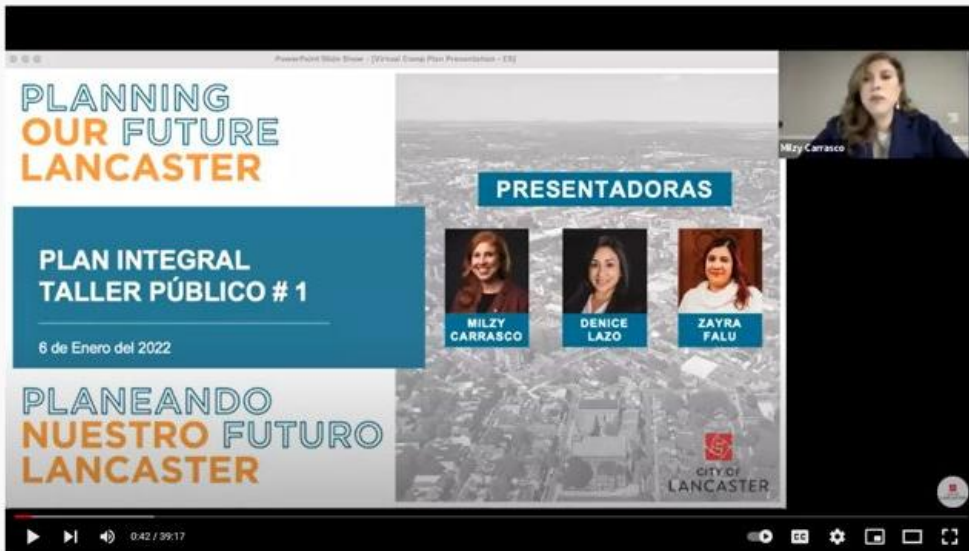 PowerPoint Slide Show - [Virtual Comp Plan Presentation - ES]
PLANNING
OUR FUTURE
LANCASTER
PLAN INTEGRAL
TALLER PÚBLICO # 1
6 de Enero del 2022
PLANEANDO
NUESTRO FUTURO
LANCASTER
PRESENTADORAS
MILZY
CARRASCO
DENICE
LAZO
ZAYRA
FALU
CITY OF
LANCASTER
Milzy Carrasco
0:42 / 39:17
CC